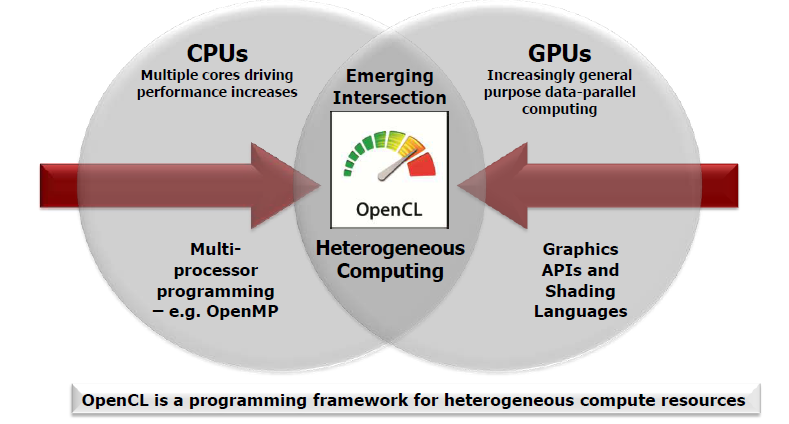 CPUs
Multiple cores driving
performance increases
Emerging
Intersection
GPUs
Increasingly general
purpose data-parallel
computing
OpenCL
Multi-
processor
programming
– e.g. OpenMP
Heterogeneous
Computing
Graphics
APIs and
Shading
Languages
OpenCL is a programming framework for heterogeneous compute resources